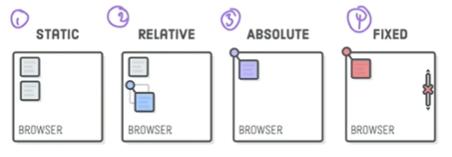 1 STATIC
2 RELATIVE
3 ABSOLUTE
4 FIXED
BROWSER
BROWSER
BROWSER
BROWSER